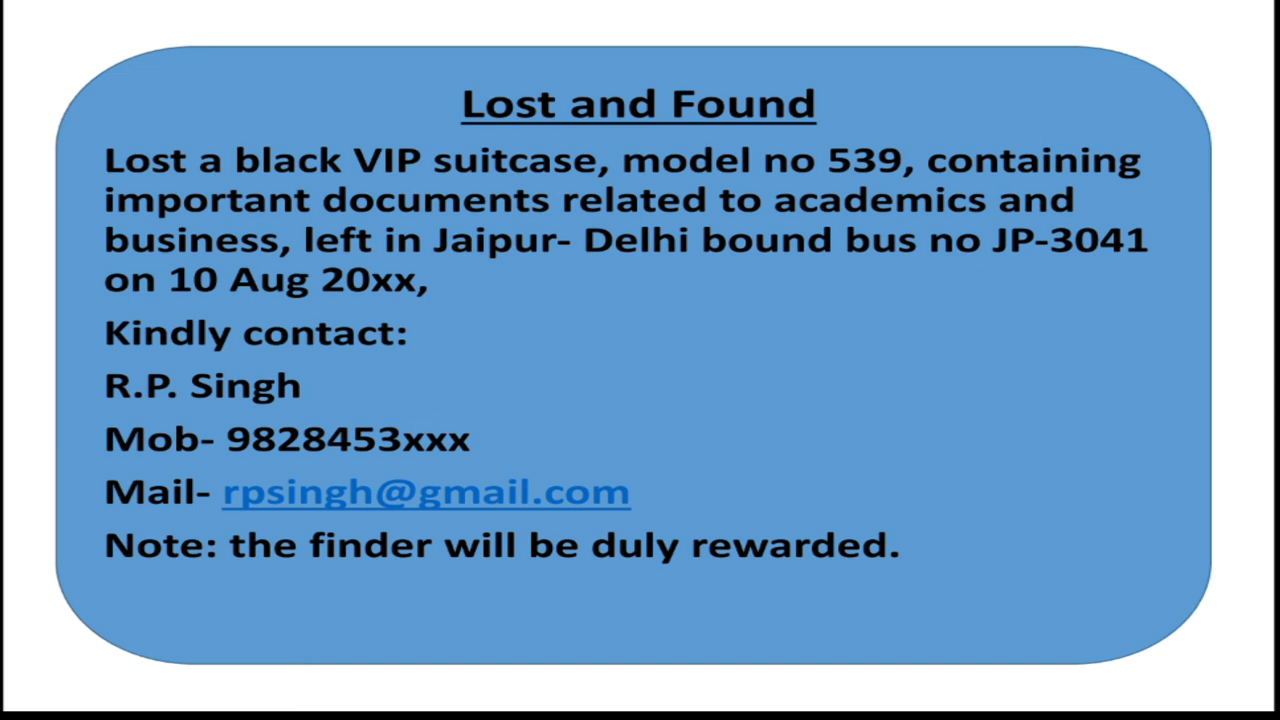 Lost and Found
Lost a black VIP suitcase, model no 539, containing
important documents related to academics and
business, left in Jaipur- Delhi bound bus no JP-3041
on 10 Aug 20xx,
Kindly contact:
R.P. Singh
Mob- 9828453xxx
Mail- rpsingh@gmail.com
Note: the finder will be duly rewarded.